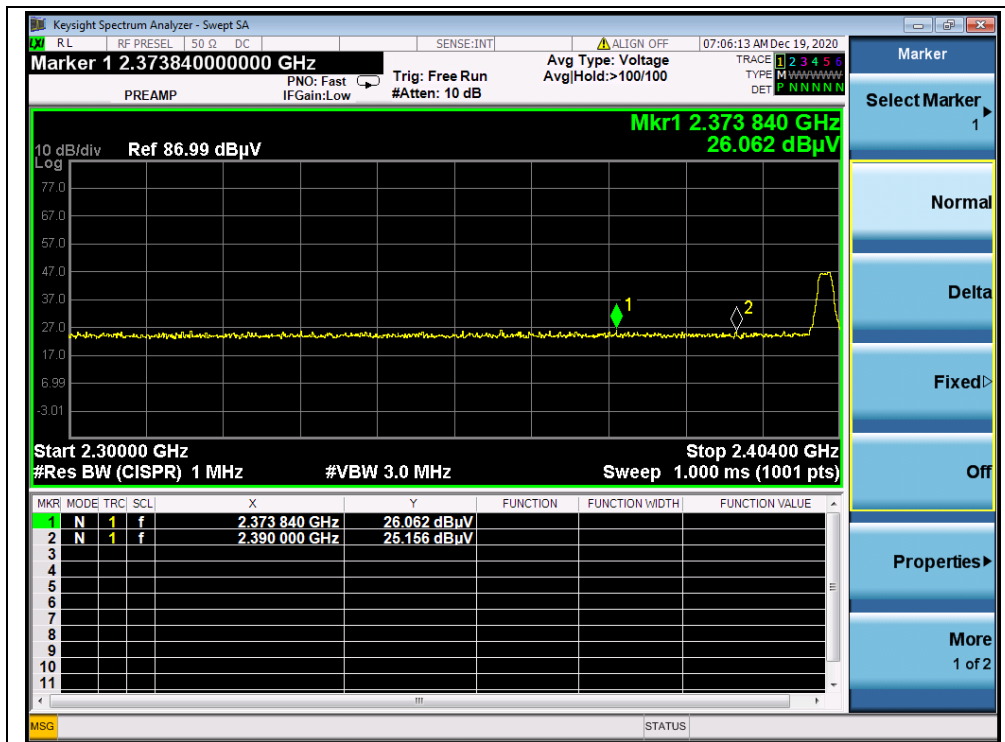 Keysight Spectrum Analyzer - Swept SA
LXI RL RF PRESEL 50 Ω DC SENSE:INT ALIGN OFF 07:06:13 AM Dec 19, 2020
Marker 1 2.373840000000 GHz
PREAMP
PNO: Fast
IFGain:Low
Trig: Free Run
#Atten: 10 dB
Avg Type: Voltage
Avg|Hold:>100/100
TRACE 1 2 3 4 5 6
TYPE M WWWWW
DET P N N N N N
Mkr1 2.373 840 GHz
26.062 dBµV
10 dB/div Ref 86.99 dBµV
Log
77.0
67.0
57.0
47.0
37.0
27.0
17.0
6.99
-3.01
1
2
Start 2.30000 GHz Stop 2.40400 GHz
#Res BW (CISPR) 1 MHz #VBW 3.0 MHz Sweep 1.000 ms (1001 pts)
MKR MODE TRC SCL X Y FUNCTION FUNCTION WIDTH FUNCTION VALUE
1 N 1 f 2.373 840 GHz 26.062 dBµV
2 N 1 f 2.390 000 GHz 25.156 dBµV
3
4
5
6
7
8
9
10
11
MSG STATUS
Marker
Select Marker
1
Normal
Delta
Fixed
Off
Properties
More
1 of 2